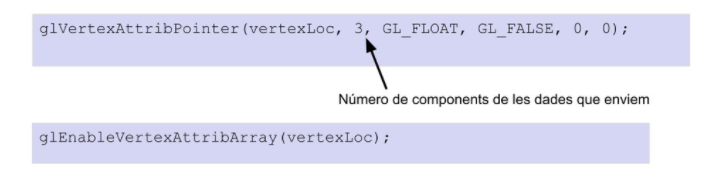 glVertexAttribPointer(vertexLoc, 3, GL_FLOAT, GL_FALSE, 0, 0);
Número de components de les dades que enviem
glEnableVertexAttribArray(vertexLoc);